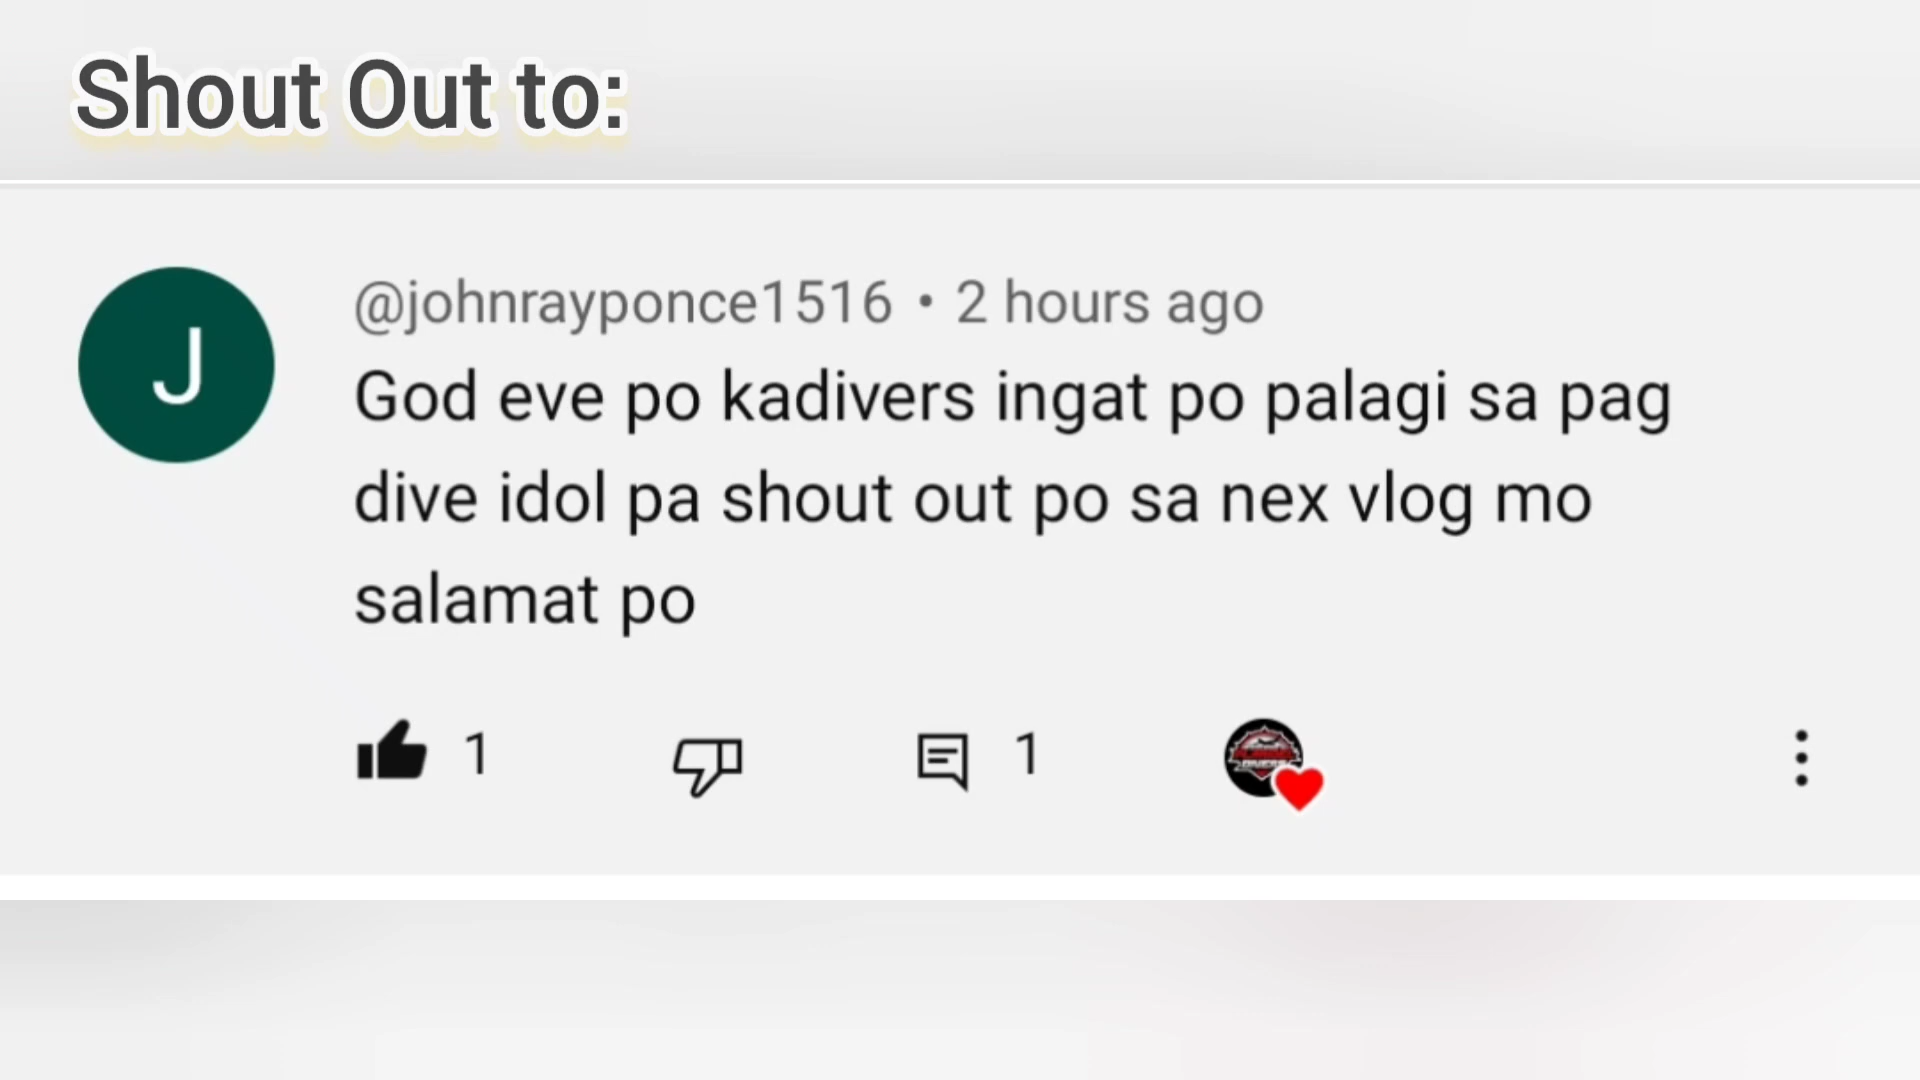 Shout Out to:
J
@johnrayponce1516 • 2 hours ago
God eve po kadivers ingat po palagi sa pag
dive idol pa shout out po sa nex vlog mo
salamat po
1 1